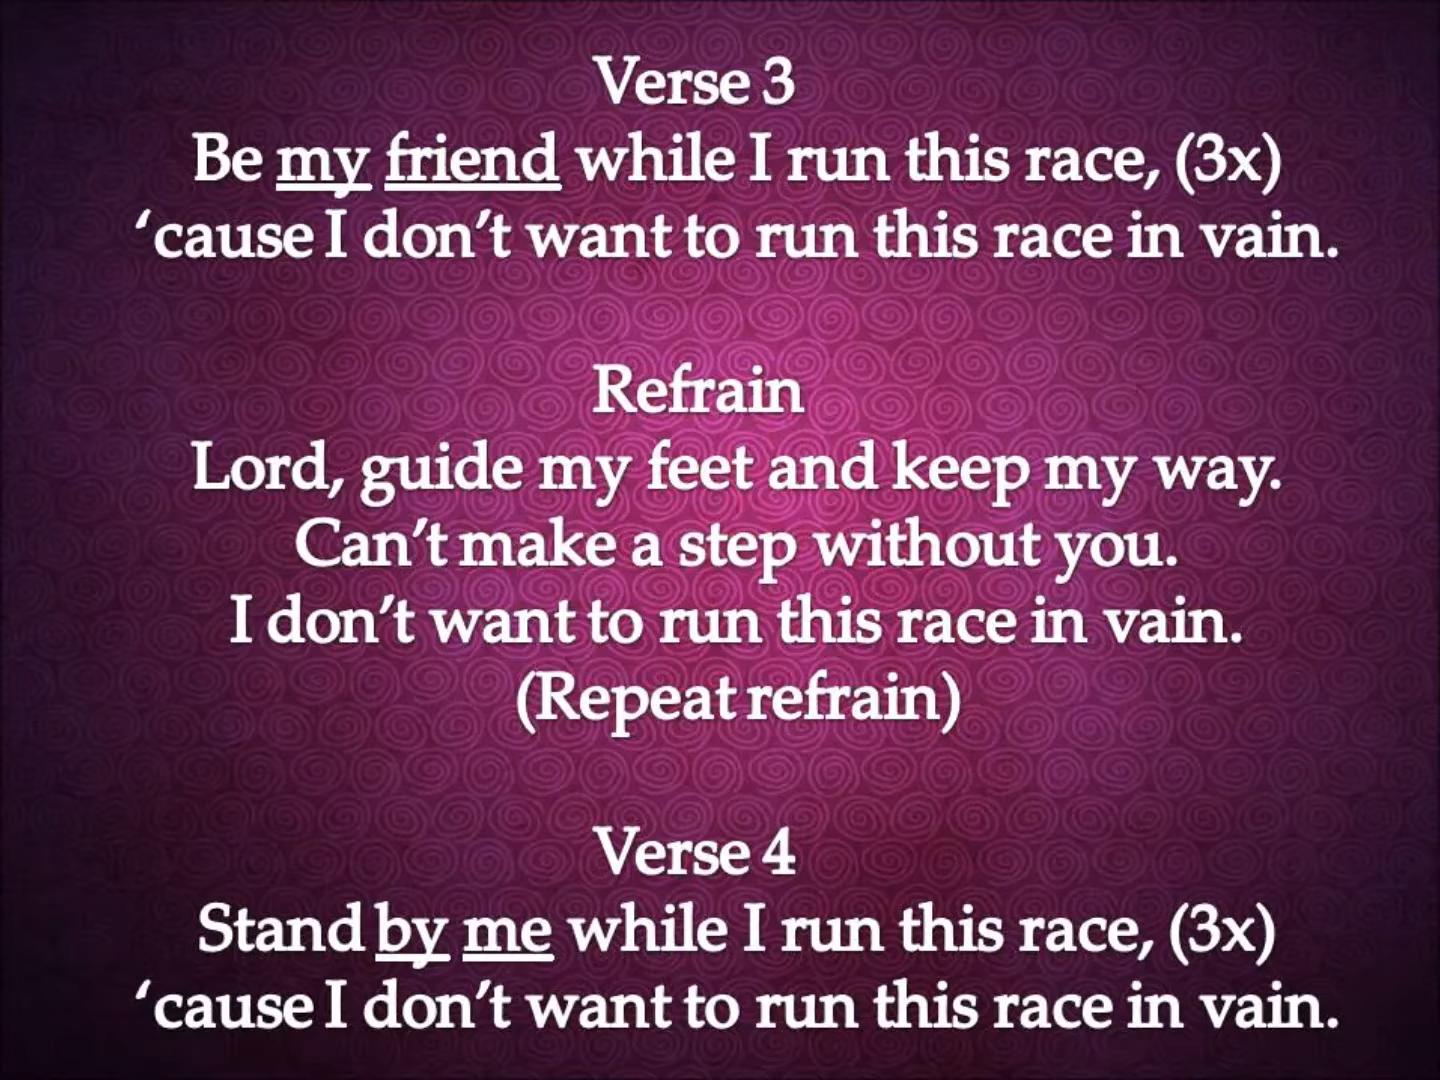 Verse 3
Be my friend while I run this race, (3x)
‘cause I don’t want to run this race in vain.
Refrain
Lord, guide my feet and keep my way.
Can’t make a step without you.
I don’t want to run this race in vain.
(Repeat refrain)
Verse 4
Stand by me while I run this race, (3x)
‘cause I don’t want to run this race in vain.